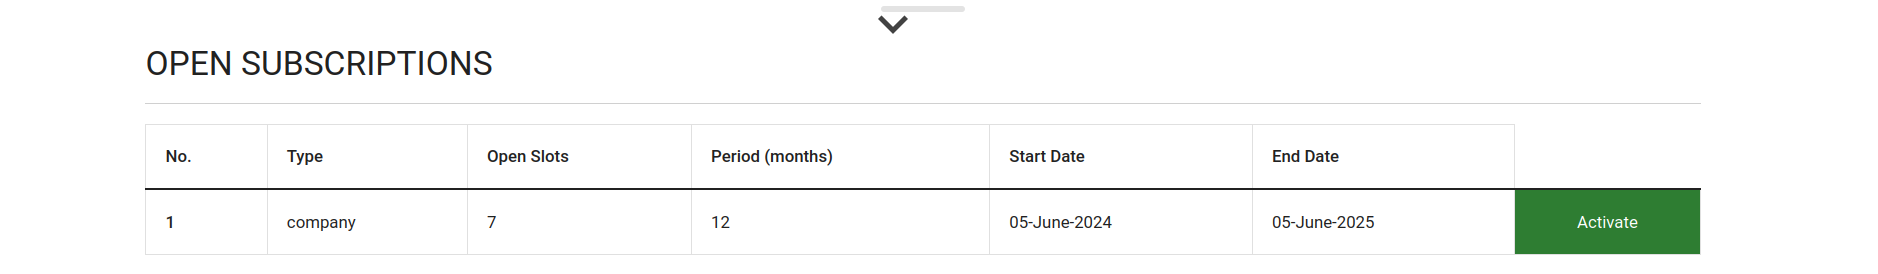 OPEN SUBSCRIPTIONS
No. Type Open Slots Period (months) Start Date End Date
1 company 7 12 05-June-2024 05-June-2025 Activate